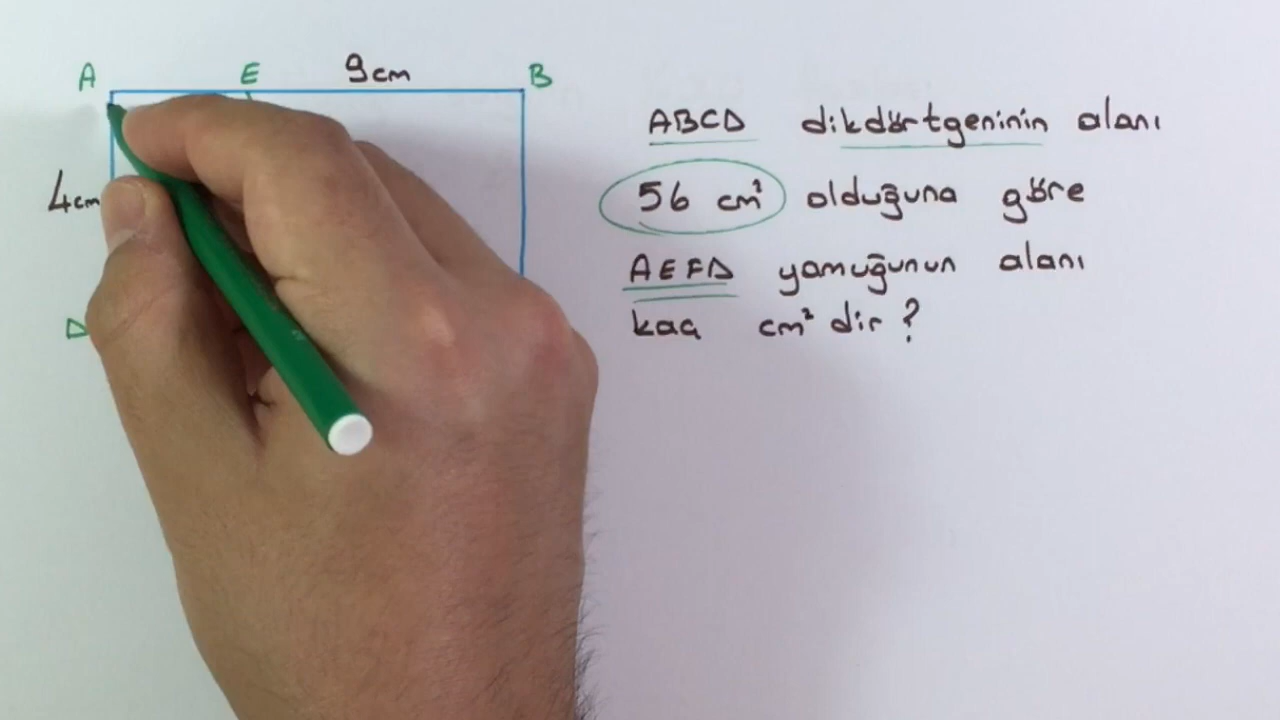 A E 9cm B
4cm
D
ABCD dikdörtgeninin alanı
56 cm² olduğuna göre
AEFD yamuğunun alanı
kaç cm² dir ?